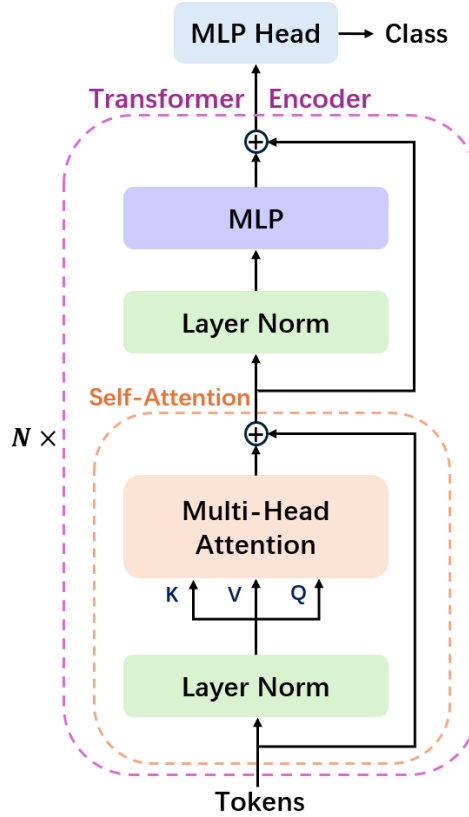 MLP Head
Class
Transformer Encoder
MLP
Layer Norm
Self-Attention
N ×
Multi-Head
Attention
K V Q
Layer Norm
Tokens